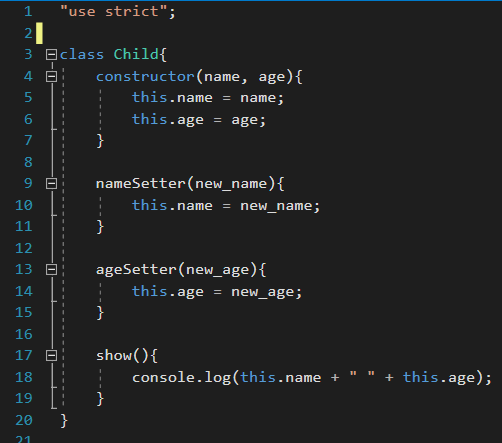 1 "use strict";
2
3 class Child{
4     constructor(name, age){
5         this.name = name;
6         this.age = age;
7     }
8
9     nameSetter(new_name){
10         this.name = new_name;
11     }
12
13     ageSetter(new_age){
14         this.age = new_age;
15     }
16
17     show(){
18         console.log(this.name + " " + this.age);
19     }
20 }
21